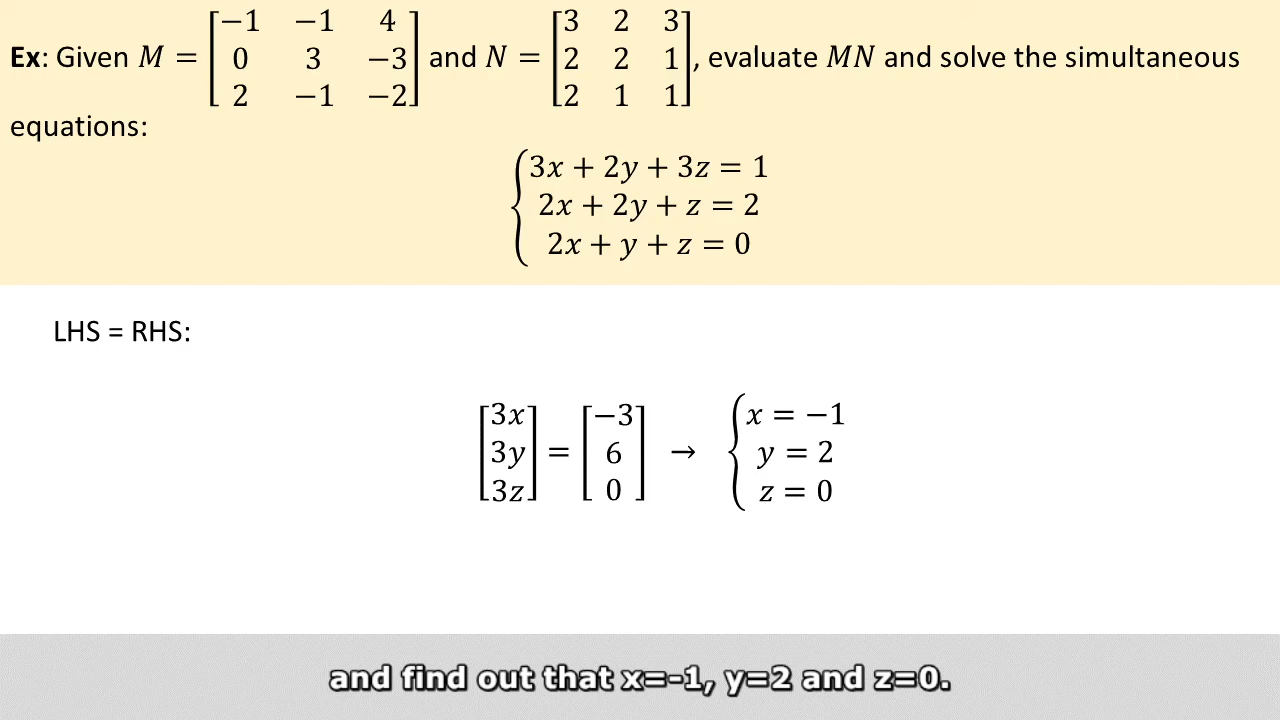 Ex: Given 𝑀 = [−1 −1 4; 0 3 −3; 2 −1 −2] and 𝑁 = [3 2 3; 2 2 1; 2 1 1], evaluate 𝑀𝑁 and solve the simultaneous
equations:
3𝑥 + 2𝑦 + 3𝑧 = 1
2𝑥 + 2𝑦 + 𝑧 = 2
2𝑥 + 𝑦 + 𝑧 = 0
LHS = RHS:
[3𝑥; 3𝑦; 3𝑧] = [−3; 6; 0] → {𝑥 = −1; 𝑦 = 2; 𝑧 = 0
and find out that x=-1, y=2 and z=0.